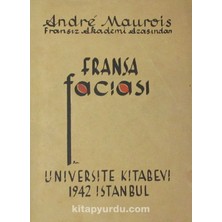 André Maurois
Fransız Akademi Azasından
FRANSA
faciası
ÜNİVERSİTE KİTABEVİ
1942 İSTANBUL
kitapyurdu.com